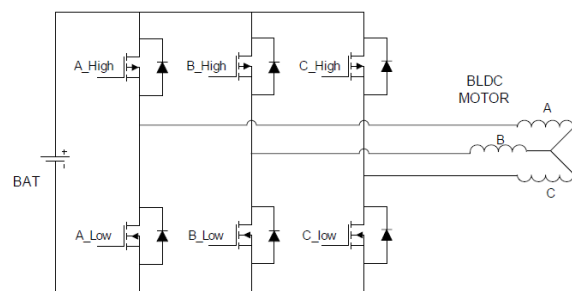 A_High
B_High
C_High
BLDC
MOTOR
A
B
C
+
-
BAT
A_Low
B_Low
C_low